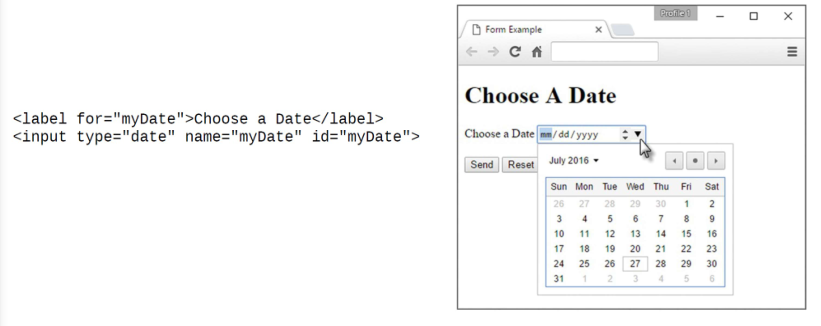 <label for="myDate">Choose a Date</label>
<input type="date" name="myDate" id="myDate">
Profile 1
Form Example
Choose A Date
Choose a Date mm/dd/yyyy
Send Reset
July 2016
Sun Mon Tue Wed Thu Fri Sat
26 27 28 29 30 1 2
3 4 5 6 7 8 9
10 11 12 13 14 15 16
17 18 19 20 21 22 23
24 25 26 27 28 29 30
31 1 2 3 4 5 6